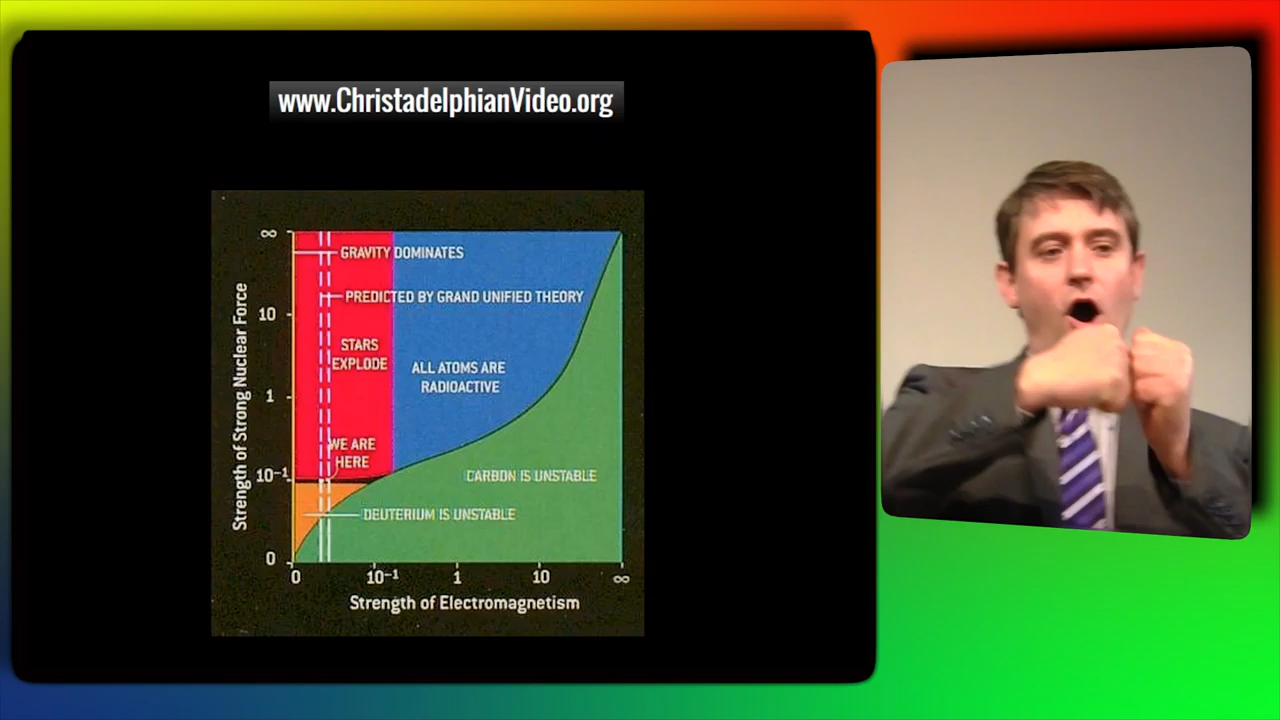 www.ChristadelphianVideo.org
∞
GRAVITY DOMINATES
PREDICTED BY GRAND UNIFIED THEORY
10
STARS
EXPLODE
ALL ATOMS ARE
RADIOACTIVE
1
WE ARE
HERE
10⁻¹
CARBON IS UNSTABLE
DEUTERIUM IS UNSTABLE
0
Strength of Strong Nuclear Force
0 10⁻¹ 1 10 ∞
Strength of Electromagnetism